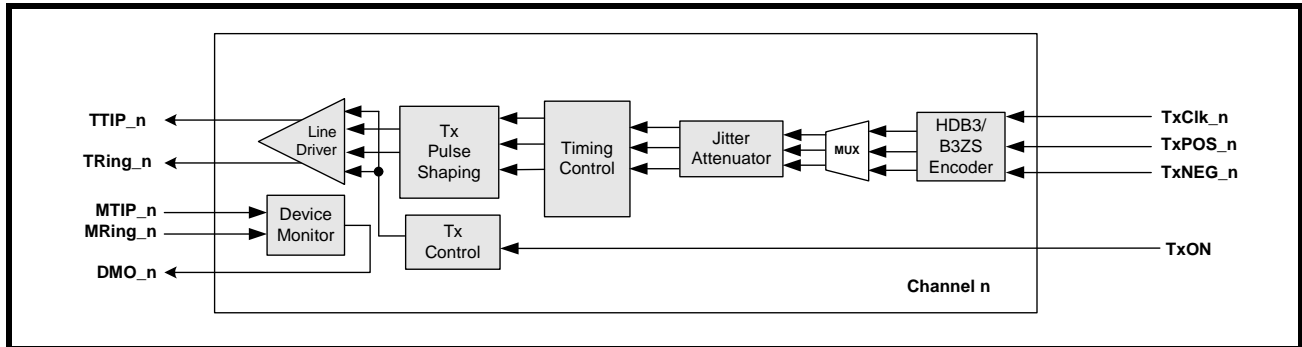 TTIP_n
TRing_n
MTIP_n
MRing_n
DMO_n
Line
Driver
Device
Monitor
Tx
Pulse
Shaping
Tx
Control
Timing
Control
Jitter
Attenuator
MUX
HDB3/
B3ZS
Encoder
TxClk_n
TxPOS_n
TxNEG_n
TxON
Channel n